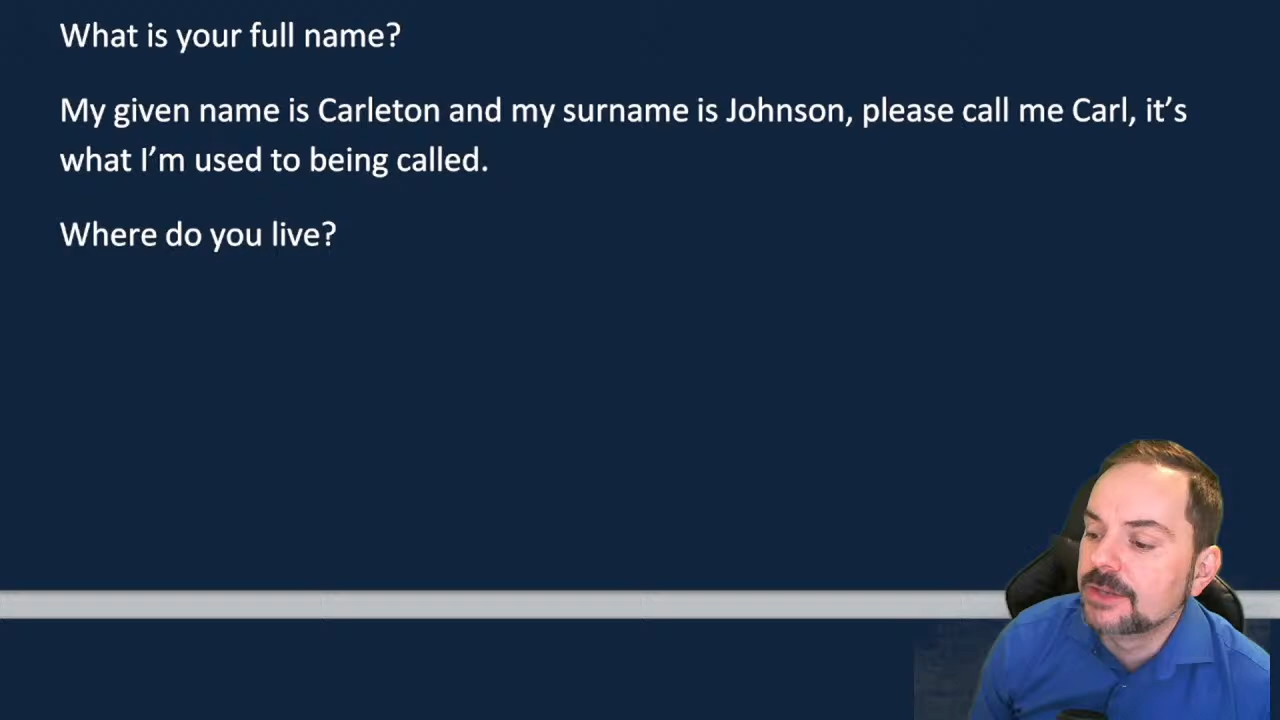 What is your full name?
My given name is Carleton and my surname is Johnson, please call me Carl, it’s
what I’m used to being called.
Where do you live?